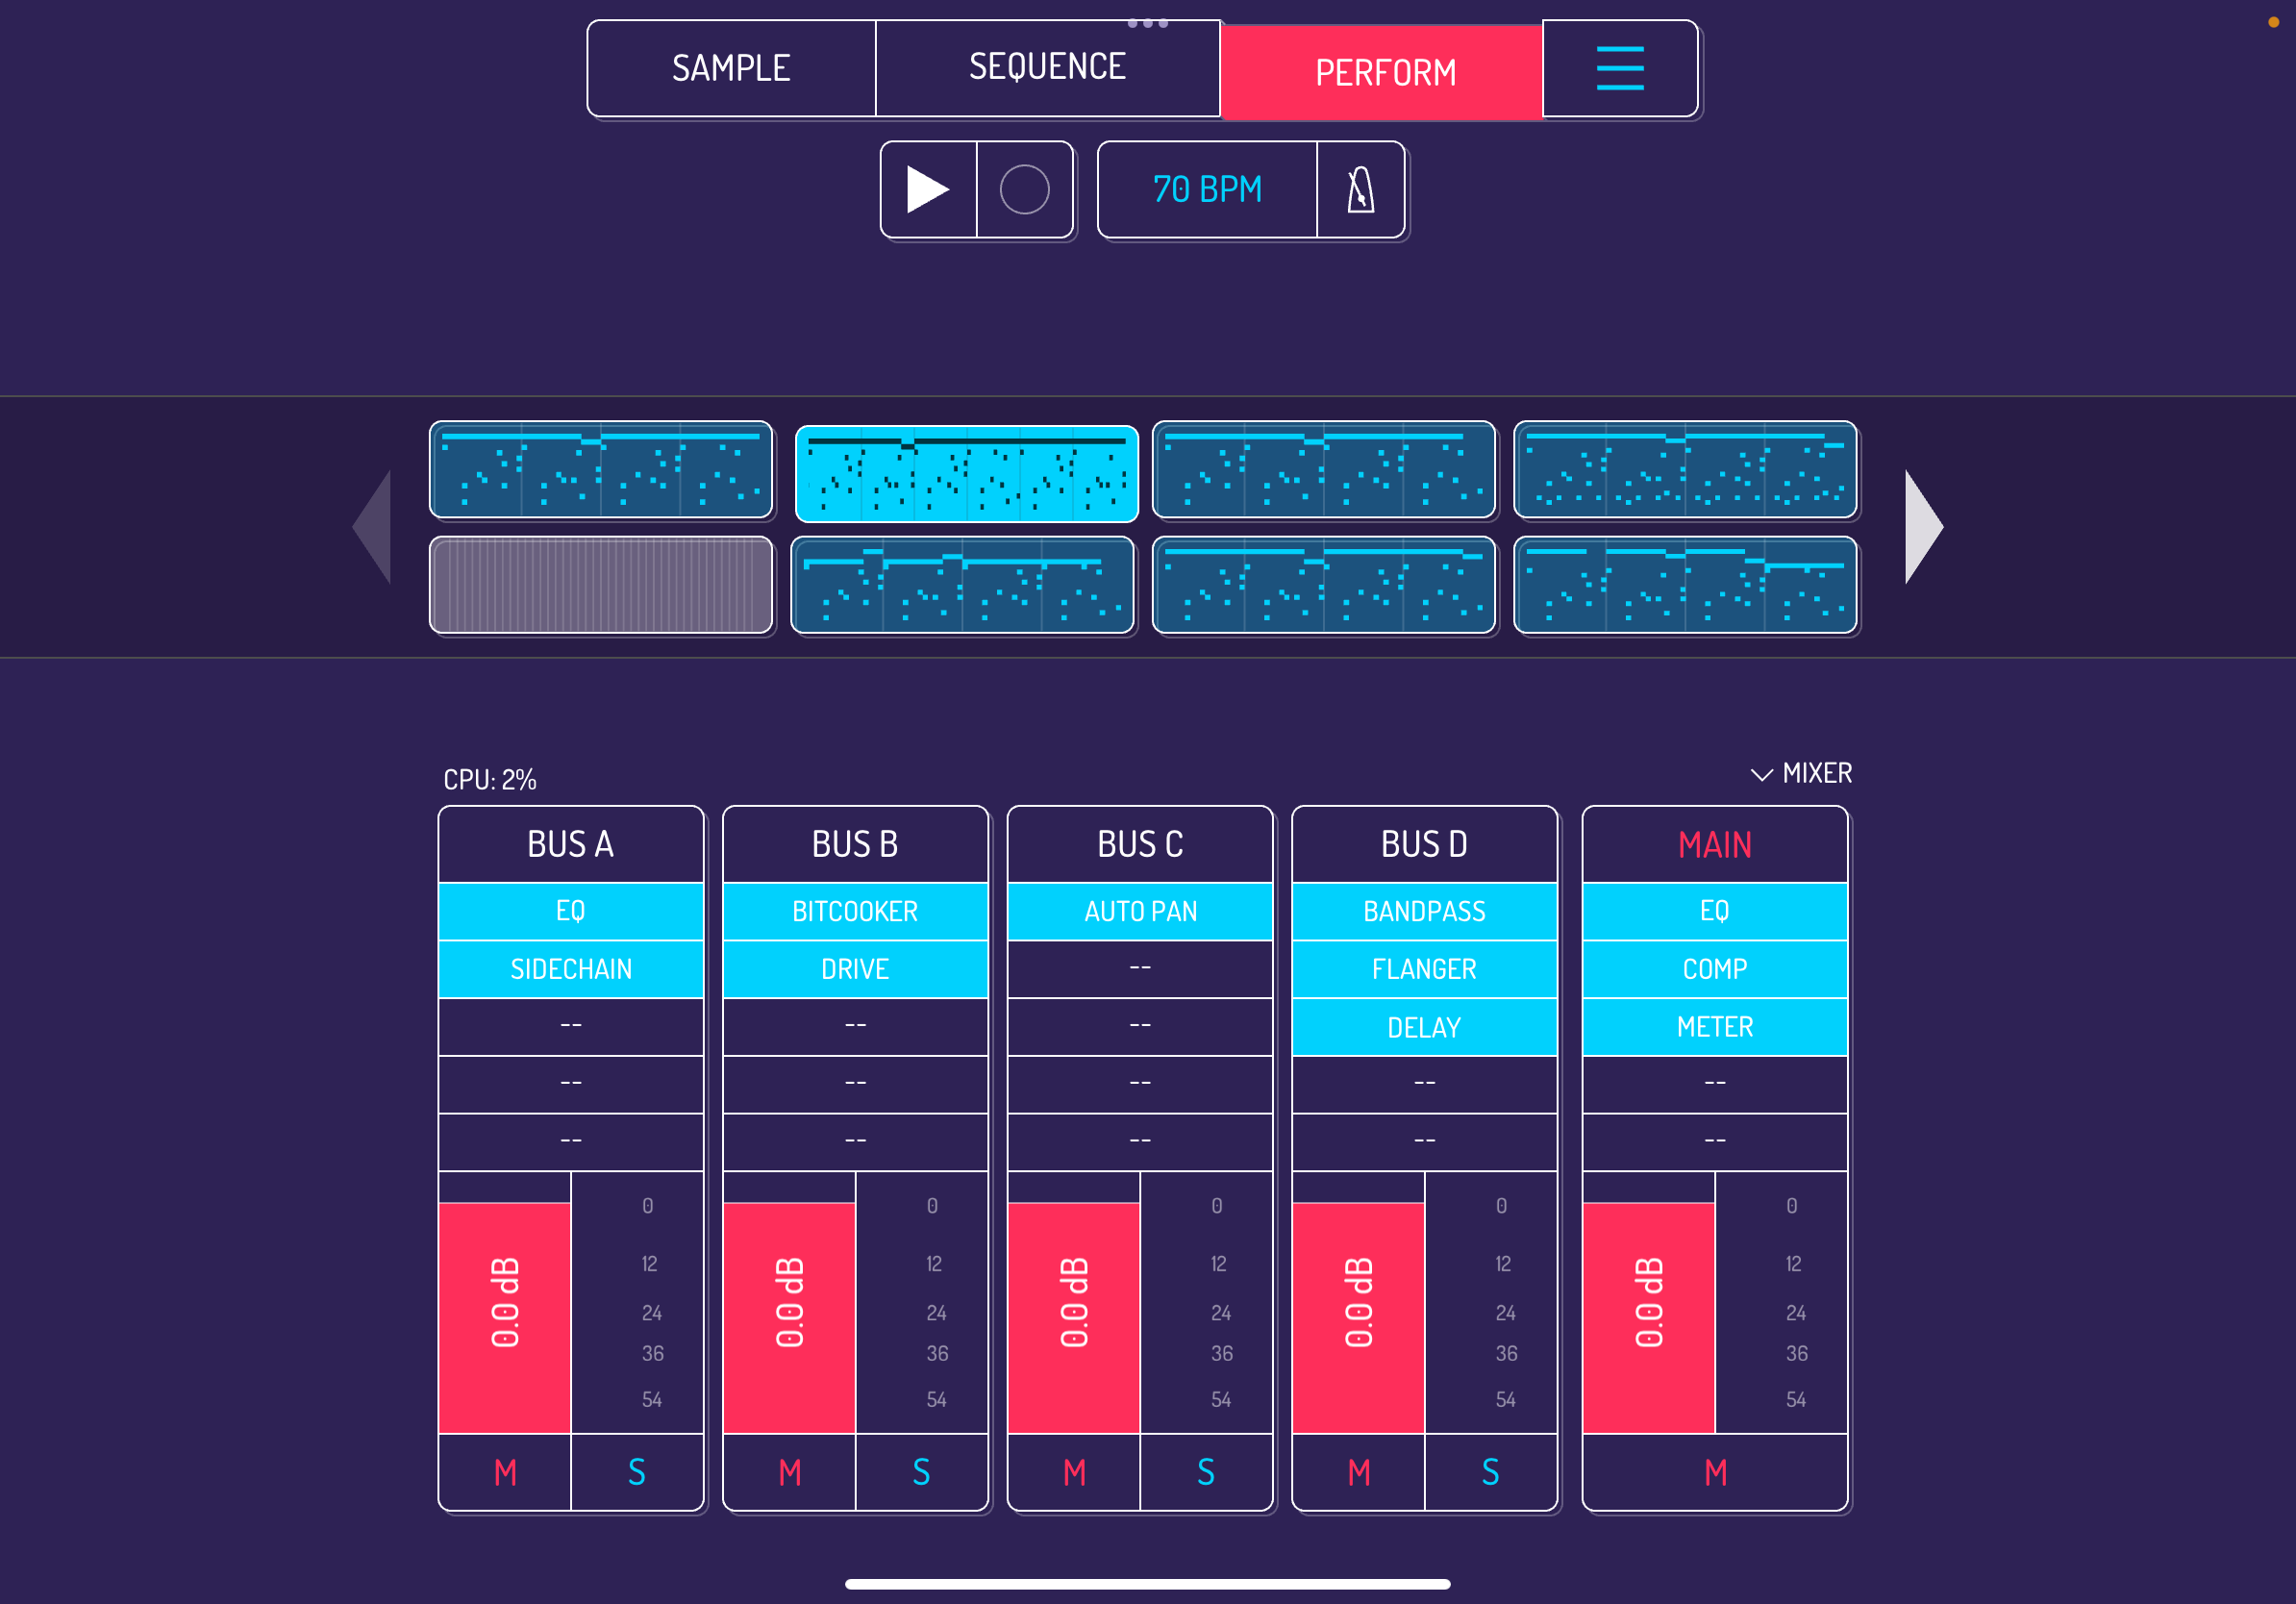 SAMPLE SEQUENCE PERFORM
70 BPM
CPU: 2% MIXER
BUS A BUS B BUS C BUS D MAIN
EQ BITCOOKER AUTO PAN BANDPASS EQ
SIDECHAIN DRIVE -- FLANGER COMP
-- -- -- DELAY METER
-- -- -- -- --
-- -- -- -- --
0.0 dB 0.0 dB 0.0 dB 0.0 dB 0.0 dB
0 0 0 0 0
12 12 12 12 12
24 24 24 24 24
36 36 36 36 36
54 54 54 54 54
M S M S M S M S M